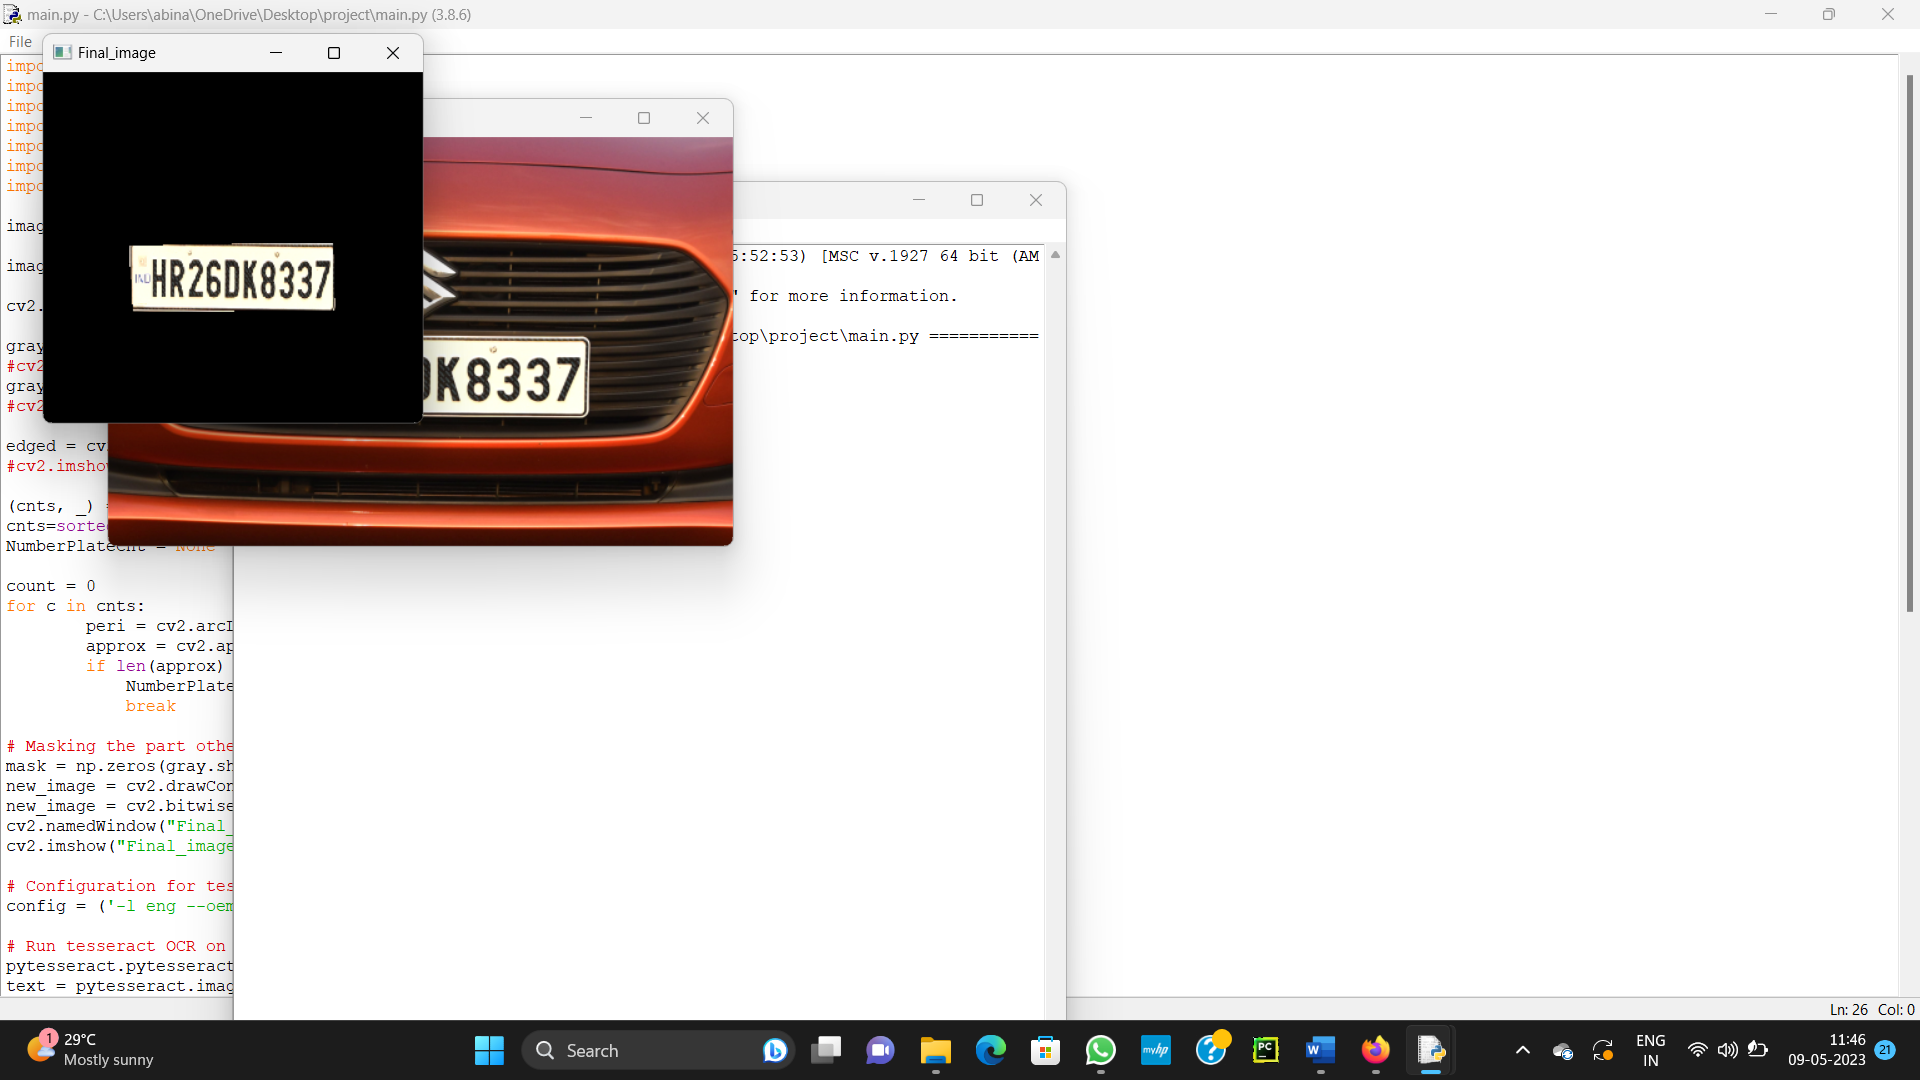 main.py - C:\Users\abina\OneDrive\Desktop\project\main.py (3.8.6)
File
Final_image
impo
impo
impo
impo
impo
impo
impo
imag
imag
cv2.
gray
#cv2
gray
#cv2
edged = cv
#cv2.imsho
(cnts, _)
cnts=sorte
NumberPlateCnt = None
count = 0
for c in cnts:
peri = cv2.arcl
approx = cv2.ap
if len(approx)
NumberPlate
break
# Masking the part othe
mask = np.zeros(gray.sh
new_image = cv2.drawCon
new_image = cv2.bitwise
cv2.namedWindow("Final_
cv2.imshow("Final_image
# Configuration for tes
config = ('-l eng --oem
# Run tesseract OCR on
pytesseract.pytesseract
text = pytesseract.imag
IND HR26DK8337
DK8337
5:52:53) [MSC v.1927 64 bit (AM
" for more information.
top\project\main.py ===========
Ln: 26 Col: 0
1
29°C
Mostly sunny
Search
myhp
PC
W
ENG
IN
11:46
09-05-2023
21